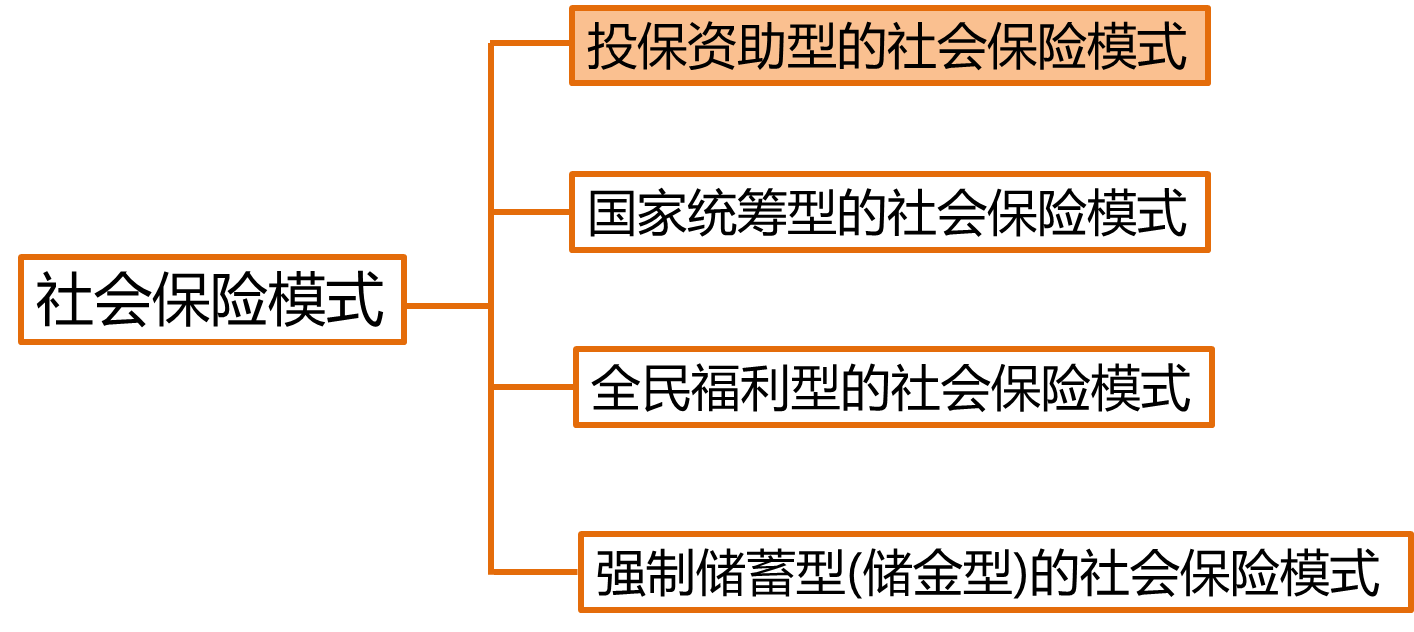 投保资助型的社会保险模式
国家统筹型的社会保险模式
社会保险模式
全民福利型的社会保险模式
强制储蓄型(储金型)的社会保险模式